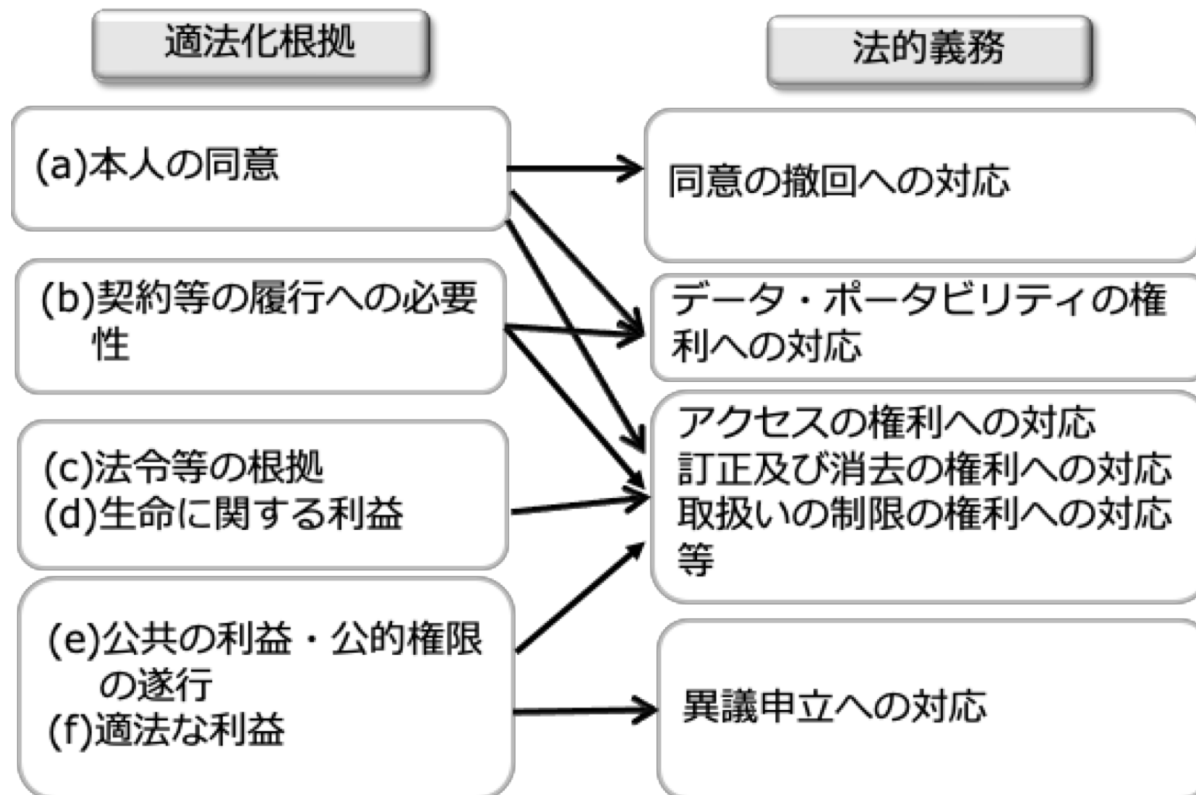 適法化根拠
法的義務
(a)本人の同意
(b)契約等の履行への必要
性
(c)法令等の根拠
(d)生命に関する利益
(e)公共の利益・公的権限
の遂行
(f)適法な利益
同意の撤回への対応
データ・ポータビリティの権
利への対応
アクセスの権利への対応
訂正及び消去の権利への対応
取扱いの制限の権利への対応
等
異議申立への対応